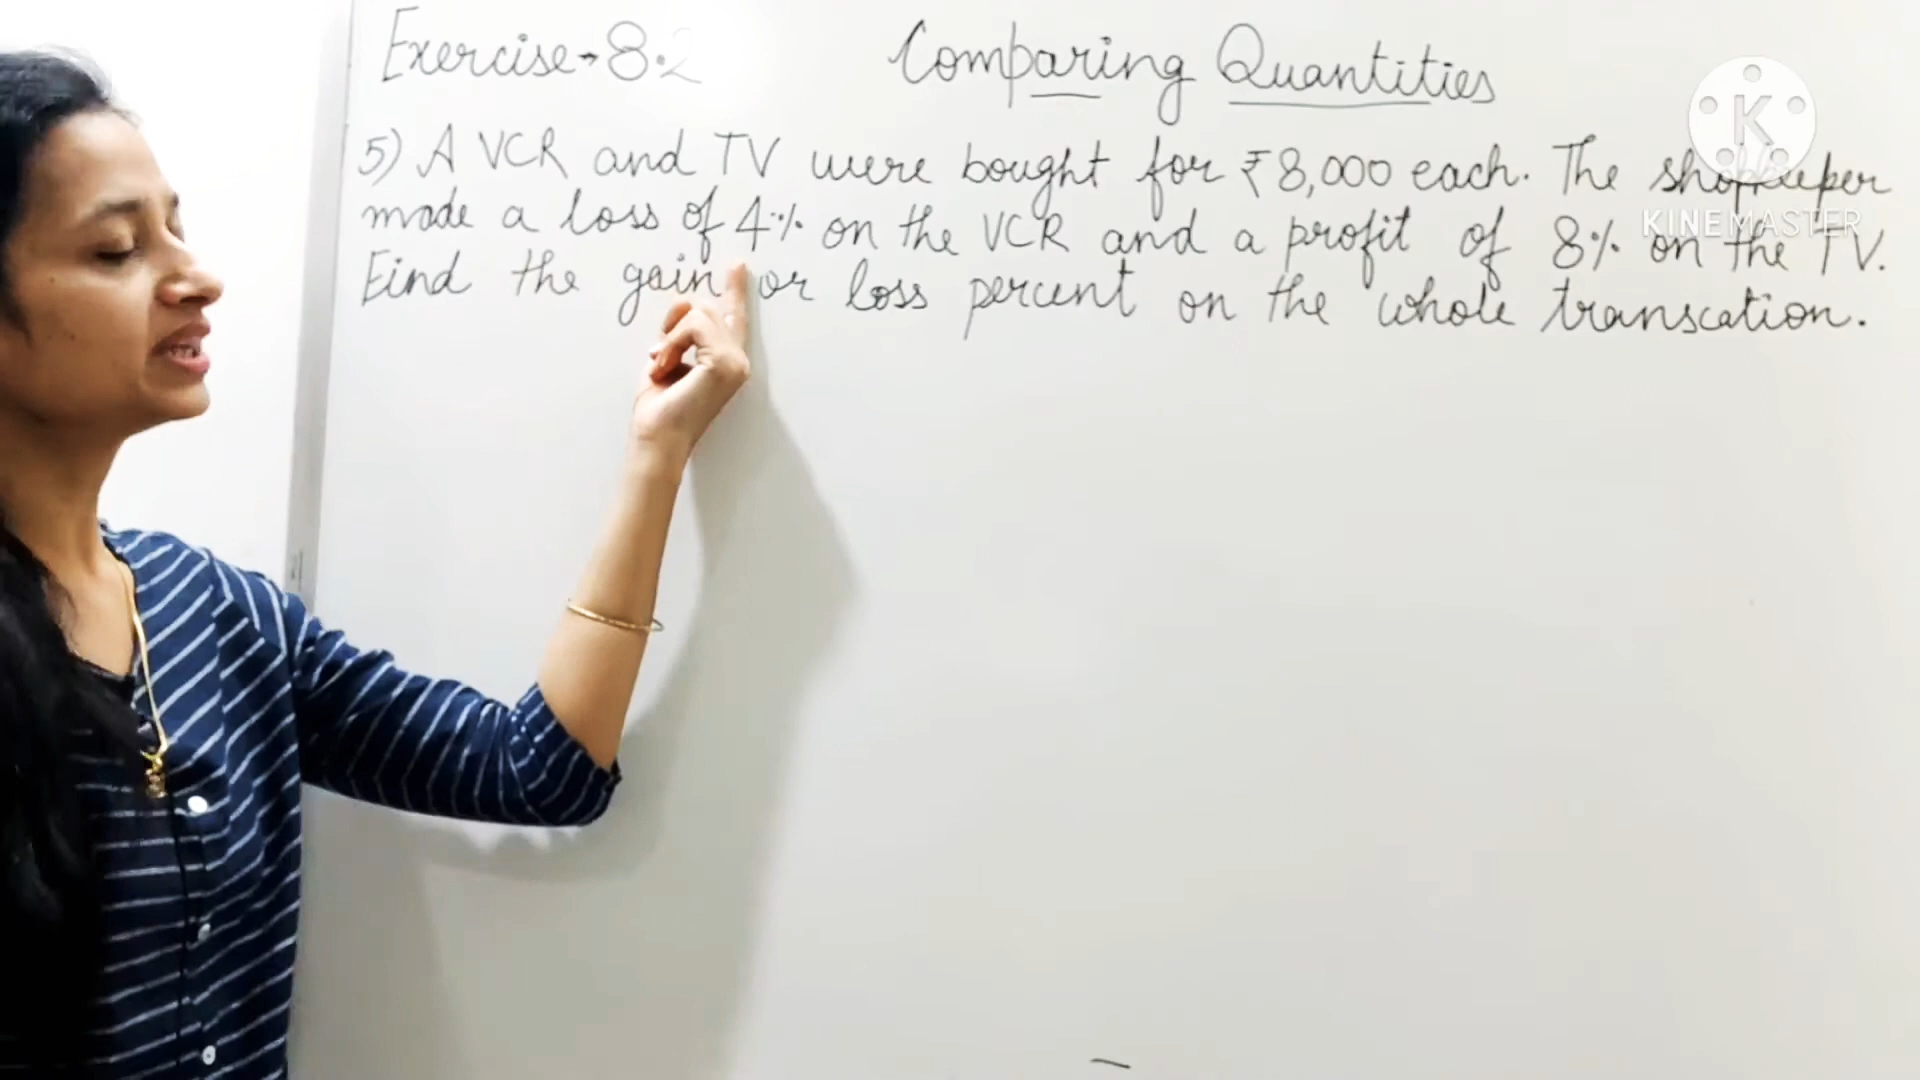 Exercise → 8.2
Comparing Quantities
5) A VCR and TV were bought for ₹8,000 each. The shopkeeper
made a loss of 4% on the VCR and a profit of 8% on the TV.
Find the gain or loss percent on the whole transcation.
K
KINEMASTER